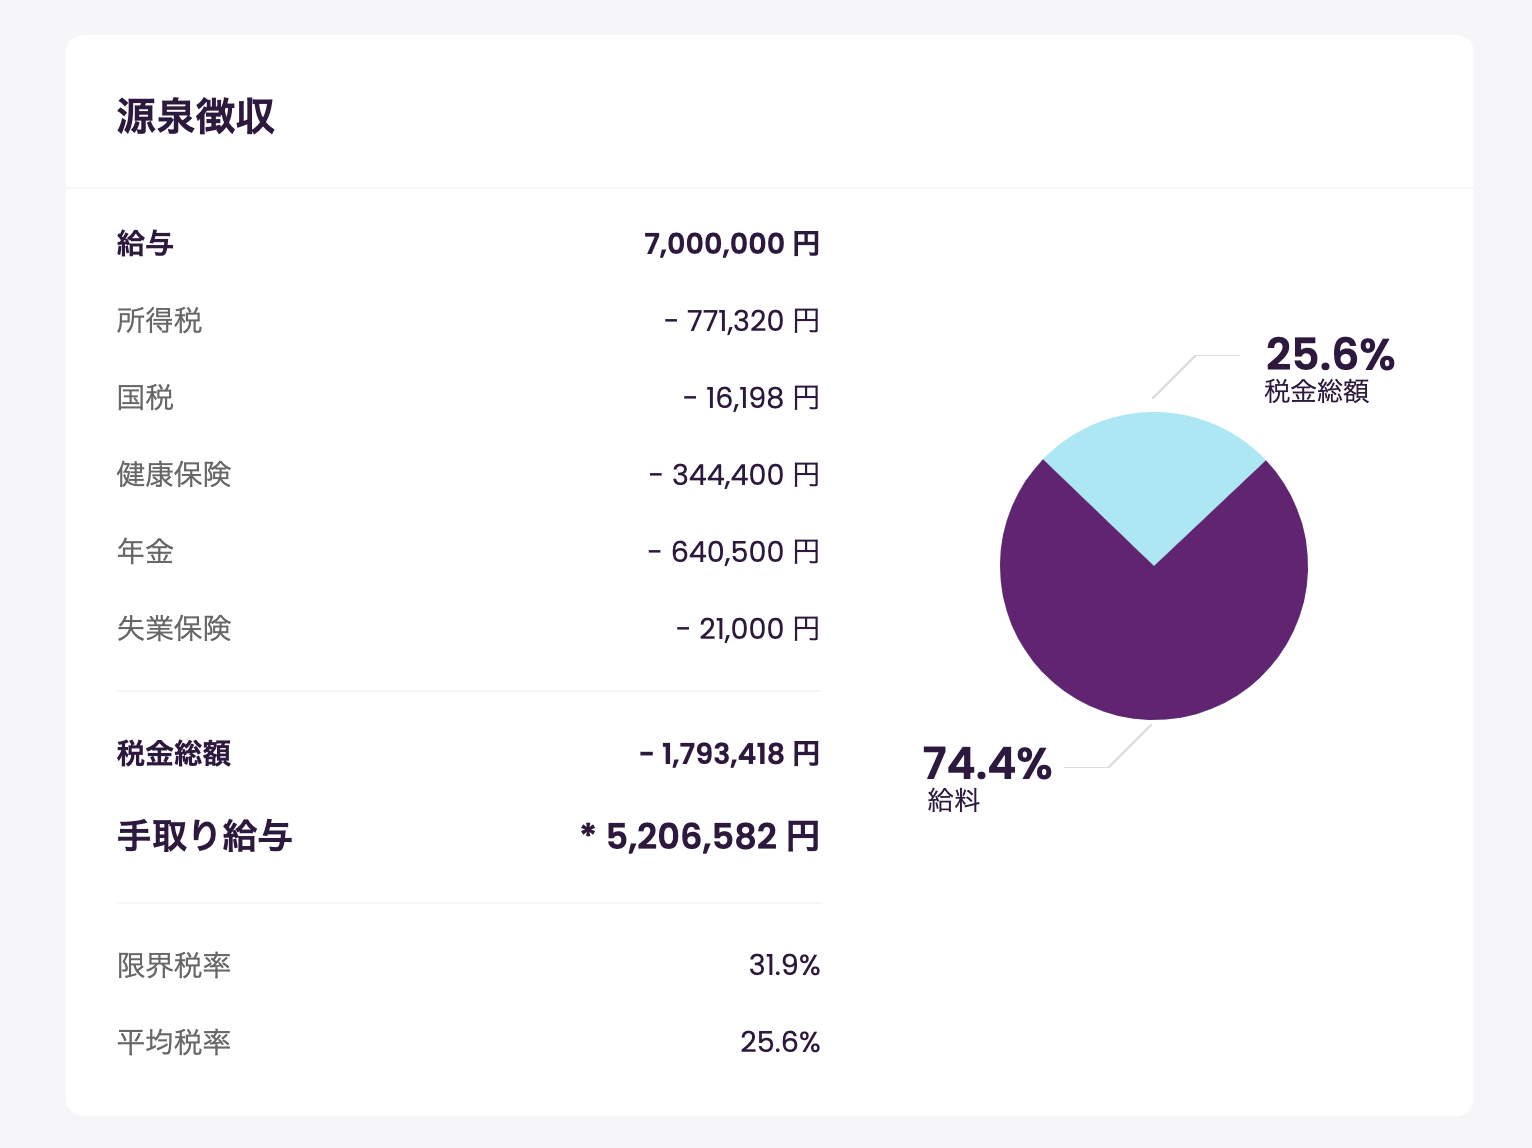 源泉徴収
給与 7,000,000 円
所得税 - 771,320 円
国税 - 16,198 円
健康保険 - 344,400 円
年金 - 640,500 円
失業保険 - 21,000 円
税金総額 - 1,793,418 円
手取り給与 * 5,206,582 円
限界税率 31.9%
平均税率 25.6%
25.6%
税金総額
74.4%
給料